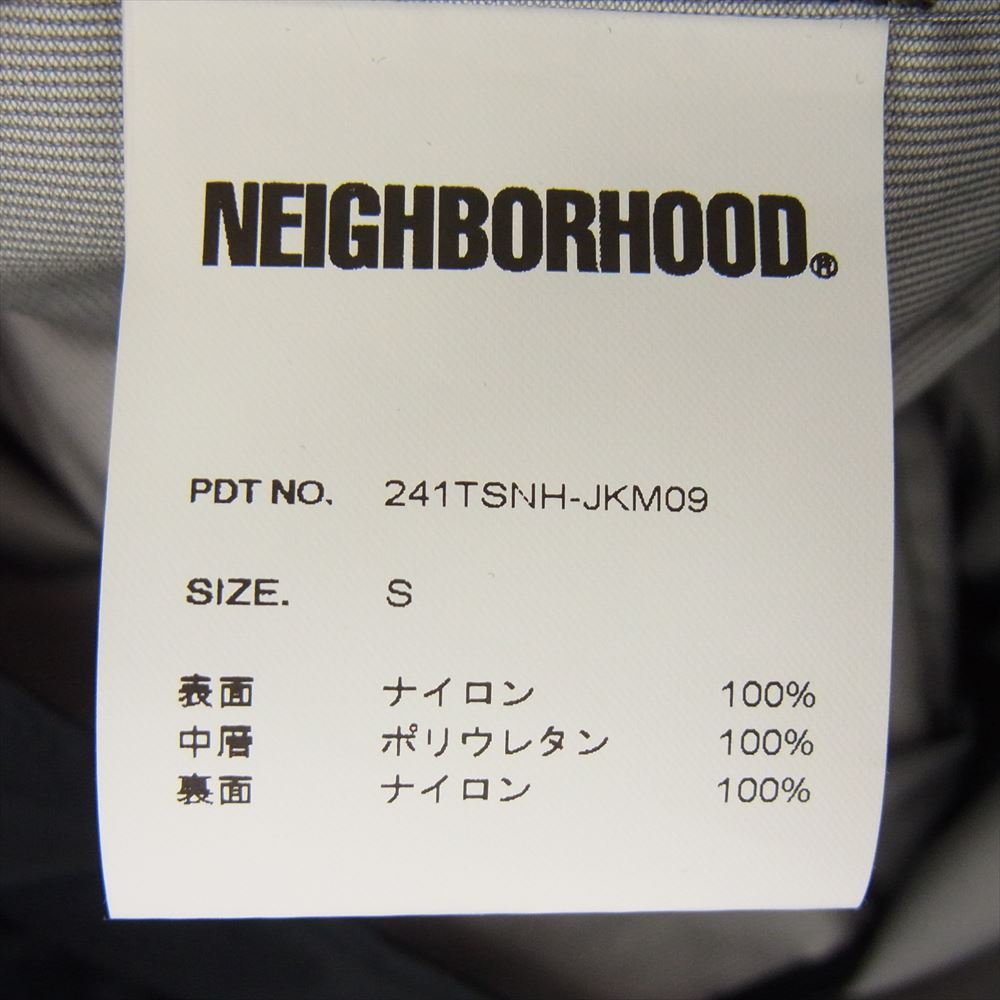 NEIGHBORHOOD®
PDT NO. 241TSNH-JKM09
SIZE. S
表面 ナイロン 100%
中層 ポリウレタン 100%
裏面 ナイロン 100%